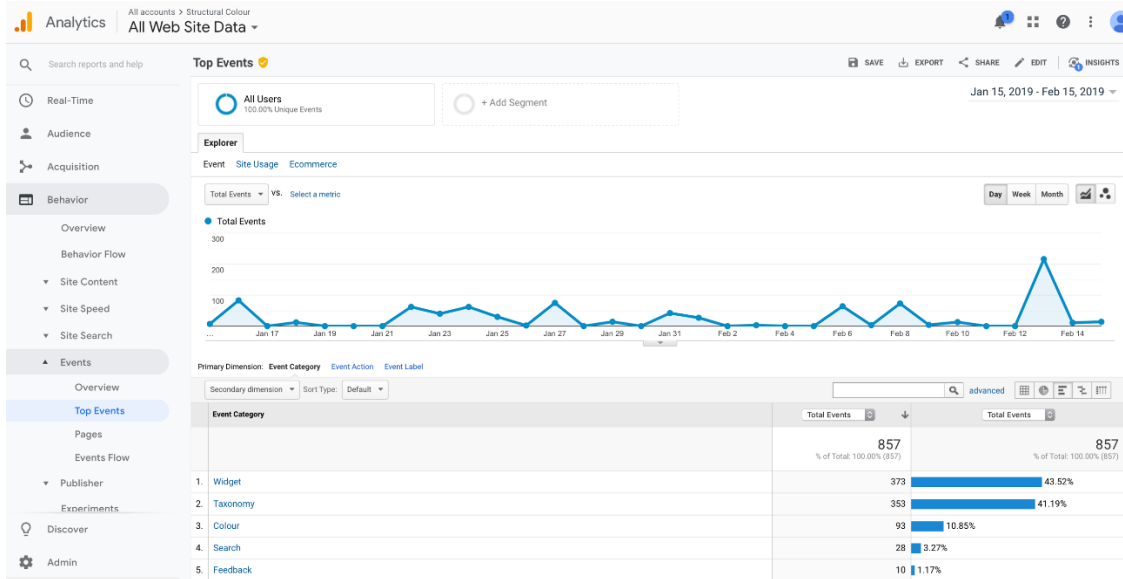 All accounts > Structural Colour
Analytics
All Web Site Data
1
Search reports and help
Top Events
SAVE
EXPORT
SHARE
EDIT
INSIGHTS
Real-Time
Audience
Acquisition
Behavior
Overview
Behavior Flow
Site Content
Site Speed
Site Search
Events
Overview
Top Events
Pages
Events Flow
Publisher
Experiments
Discover
Admin
All Users
100.00% Unique Events
+ Add Segment
Jan 15, 2019 - Feb 15, 2019
Explorer
Event Site Usage Ecommerce
Total Events VS. Select a metric
Day Week Month
Total Events
300
200
100
... Jan 17 Jan 19 Jan 21 Jan 23 Jan 25 Jan 27 Jan 29 Jan 31 Feb 2 Feb 4 Feb 6 Feb 8 Feb 10 Feb 12 Feb 14
Primary Dimension: Event Category Event Action Event Label
Secondary dimension Sort Type: Default
advanced
Event Category Total Events Total Events
857 857
% of Total: 100.00% (857) % of Total: 100.00% (857)
1. Widget 373 43.52%
2. Taxonomy 353 41.19%
3. Colour 93 10.85%
4. Search 28 3.27%
5. Feedback 10 1.17%